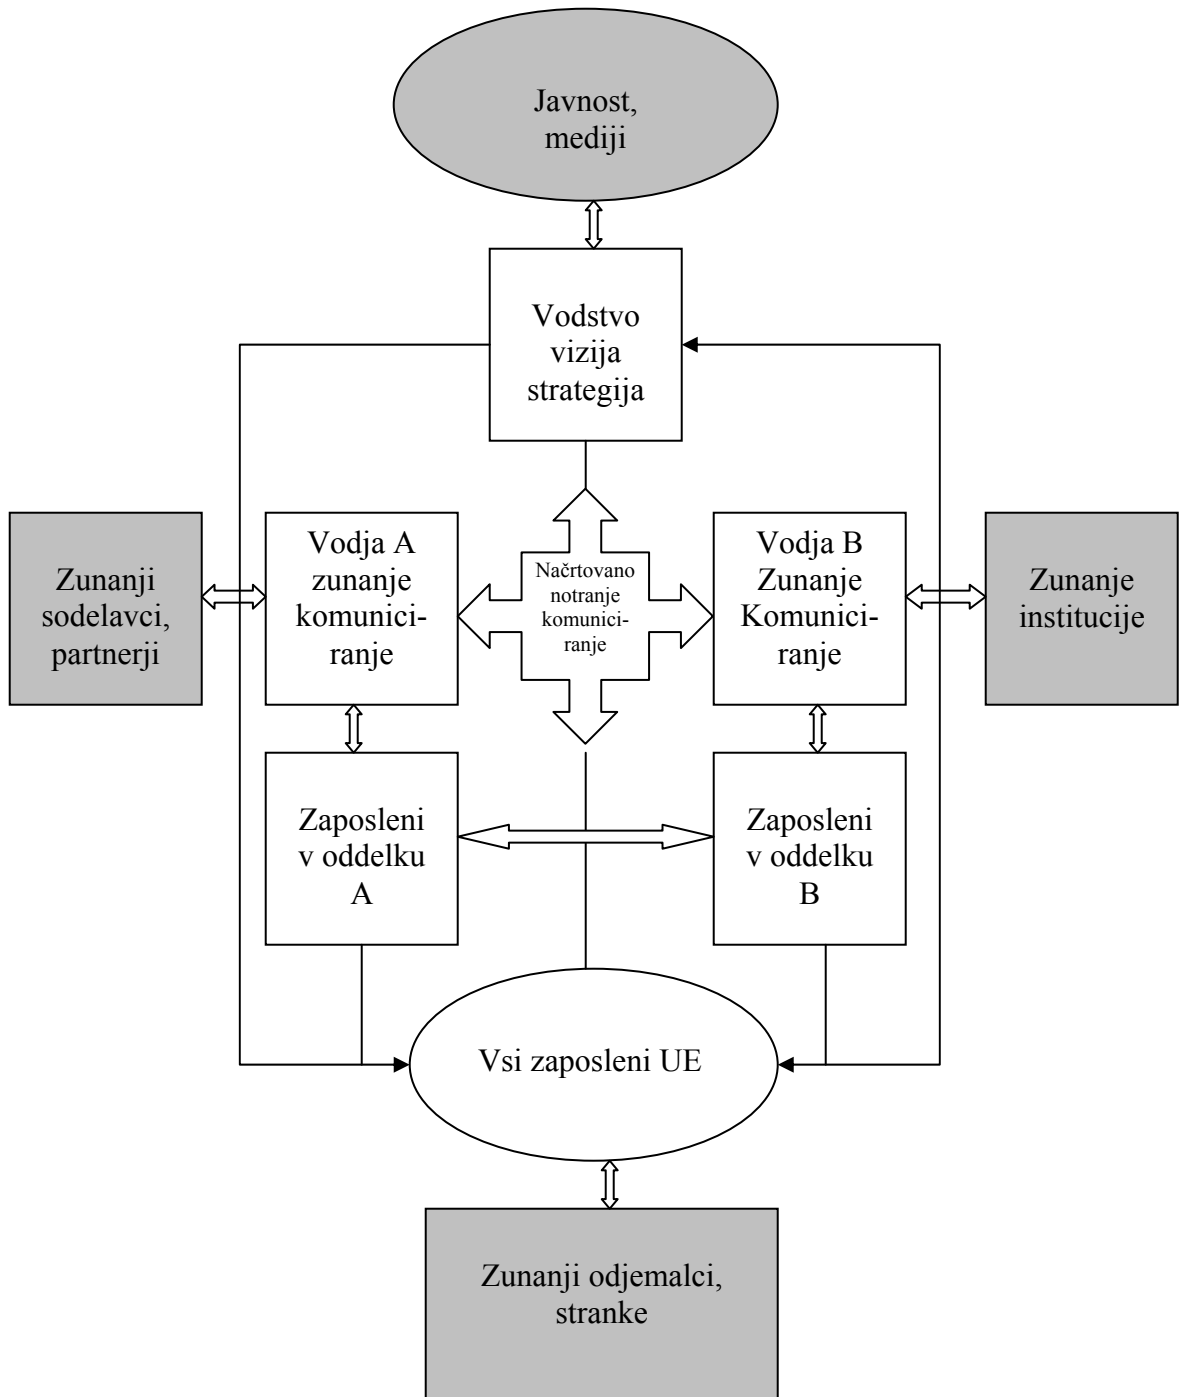 Javnost,
mediji
Vodstvo
vizija
strategija
Zunanji
sodelavci,
partnerji
Vodja A
zunanje
komunici-
ranje
Načrtovano
notranje
komunici-
ranje
Vodja B
Zunanje
Komunici-
ranje
Zunanje
institucije
Zaposleni
v oddelku
A
Zaposleni
v oddelku
B
Vsi zaposleni UE
Zunanji odjemalci,
stranke